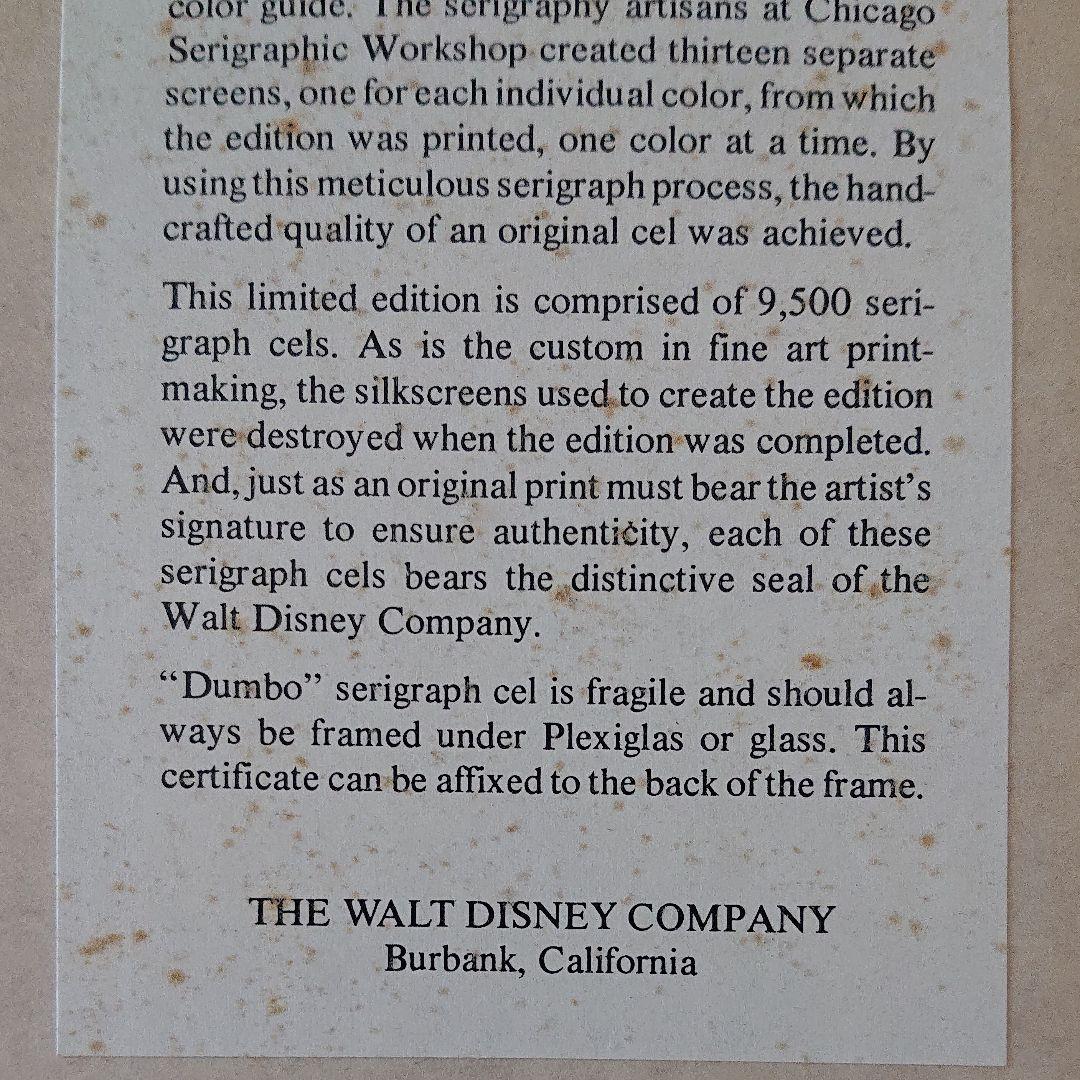 color guide. The serigraphy artisans at Chicago
Serigraphic Workshop created thirteen separate
screens, one for each individual color, from which
the edition was printed, one color at a time. By
using this meticulous serigraph process, the hand-
crafted quality of an original cel was achieved.
This limited edition is comprised of 9,500 seri-
graph cels. As is the custom in fine art print-
making, the silkscreens used to create the edition
were destroyed when the edition was completed.
And, just as an original print must bear the artist's
signature to ensure authenticity, each of these
serigraph cels bears the distinctive seal of the
Walt Disney Company.
“Dumbo” serigraph cel is fragile and should al-
ways be framed under Plexiglas or glass. This
certificate can be affixed to the back of the frame.
THE WALT DISNEY COMPANY
Burbank, California